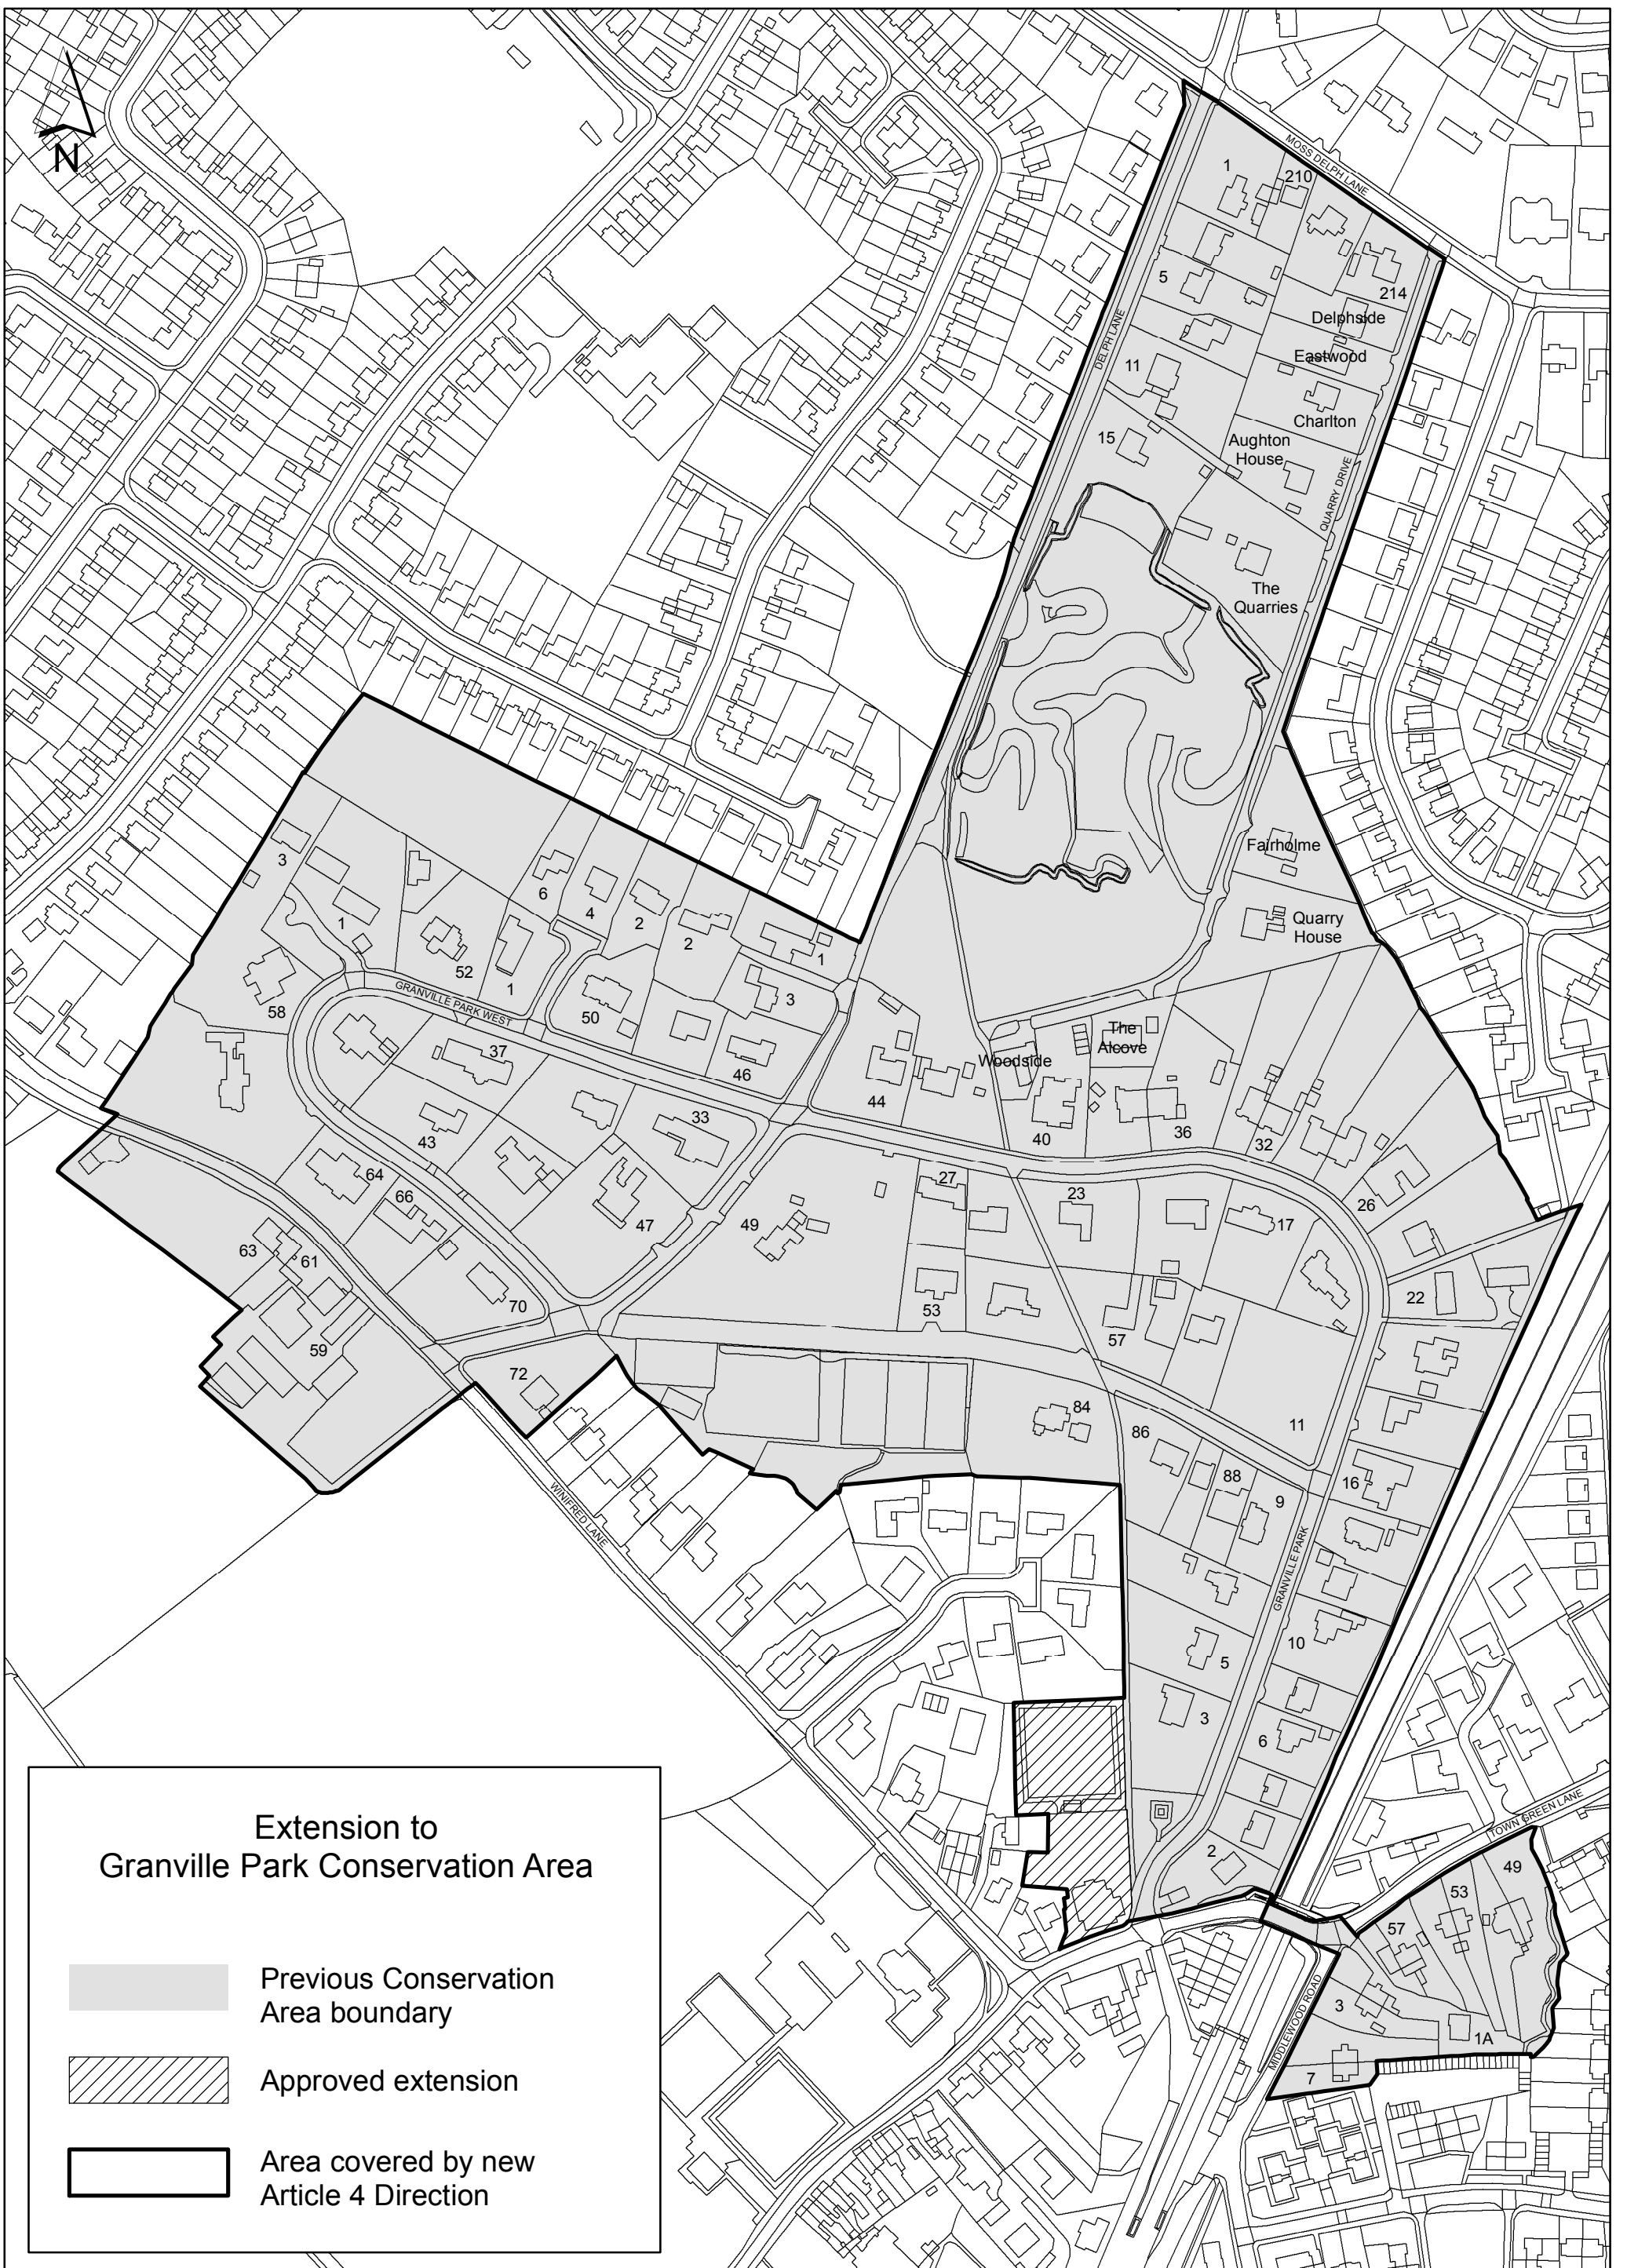 N
MOSS DELPH LANE
1
210
5
214
DELPH LANE
Delphside
Eastwood
11
Charlton
15
Aughton
House
QUARRY DRIVE
The
Quarries
Fairholme
3
6
4
2
2
1
Quarry
House
1
52
1
50
3
58
GRANVILLE PARK WEST
The
Alcove
Woodside
37
46
44
33
43
40
36
32
64
27
23
26
66
47
49
17
63
61
70
53
22
59
57
72
84
86
11
88
9
16
WINIFRED LANE
GRANVILLE PARK
10
5
3
6
2
TOWN GREEN LANE
49
53
57
MIDDLEWOOD ROAD
3
1A
7
Extension to
Granville Park Conservation Area
Previous Conservation
Area boundary
Approved extension
Area covered by new
Article 4 Direction